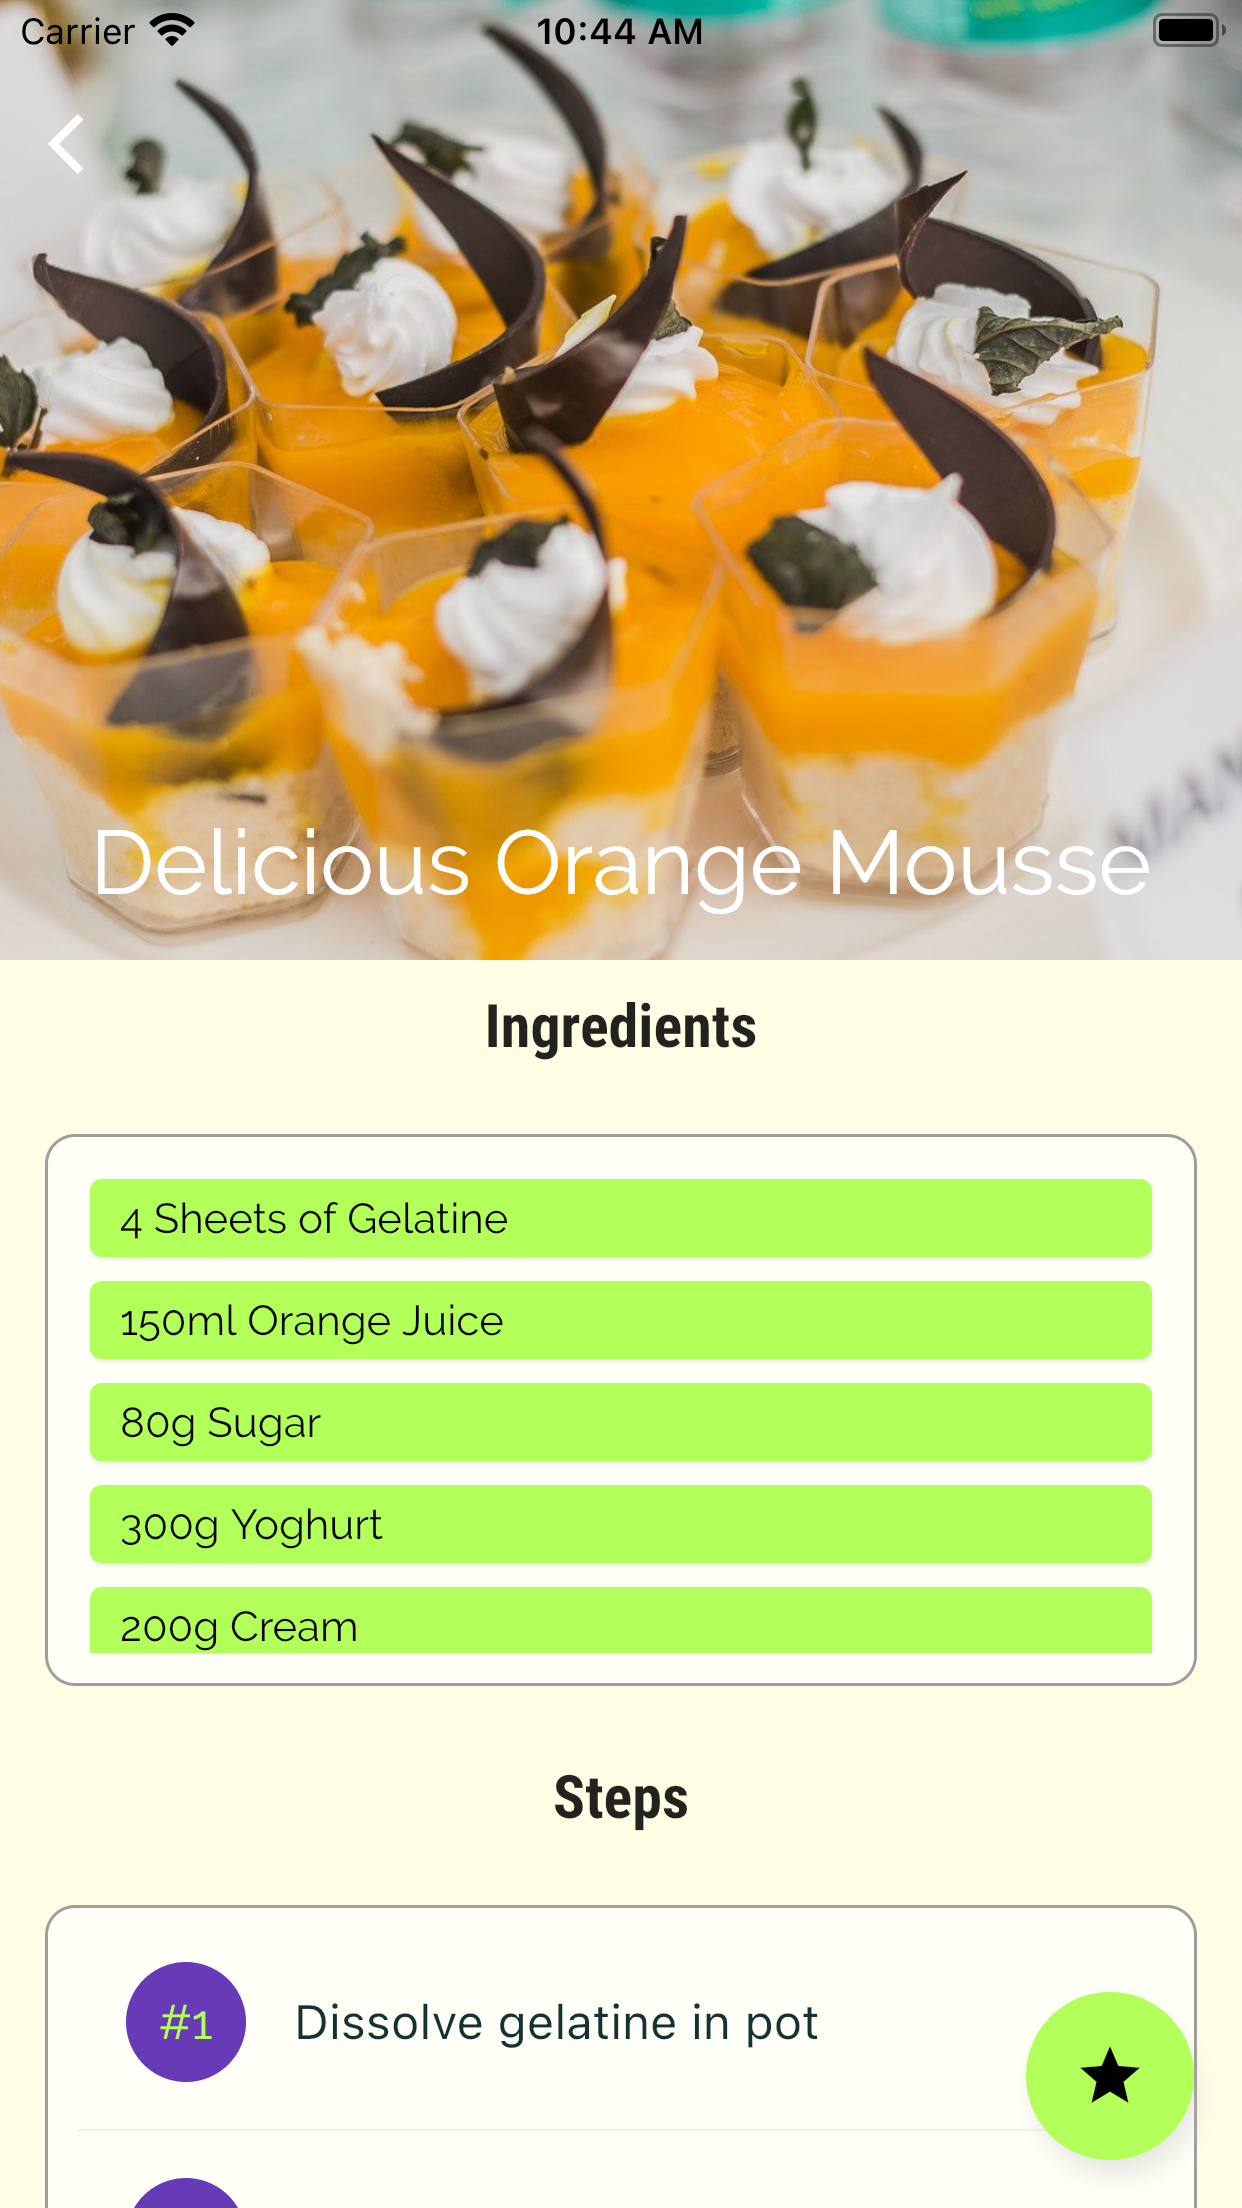 Carrier
10:44 AM
Delicious Orange Mousse
Ingredients
4 Sheets of Gelatine
150ml Orange Juice
80g Sugar
300g Yoghurt
200g Cream
Steps
#1 Dissolve gelatine in pot